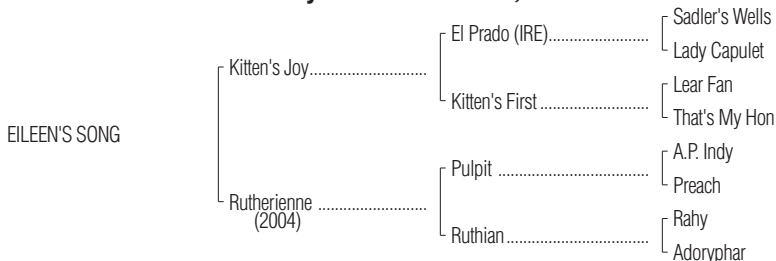 Sadler's Wells
El Prado (IRE)
Lady Capulet
Kitten's Joy
Lear Fan
Kitten's First
That's My Hon
EILEEN'S SONG
A.P. Indy
Pulpit
Preach
Rutherienne
(2004)
Rahy
Ruthian
Adoryphar